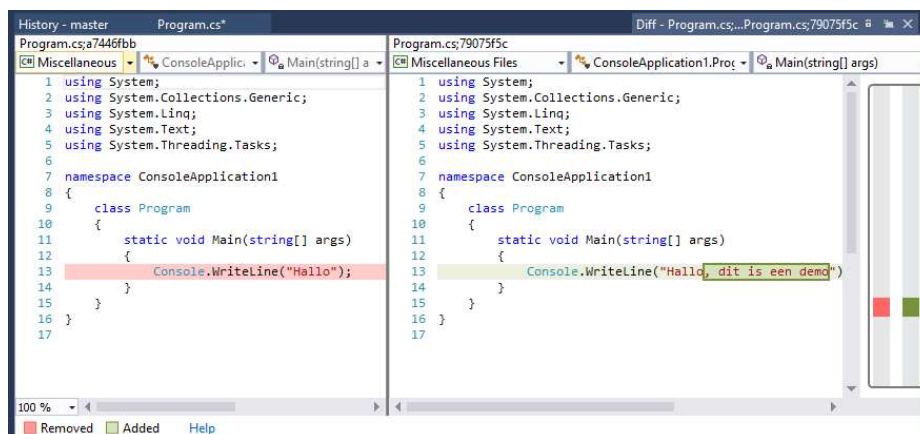 History - master Program.cs* Diff - Program.cs;...Program.cs;79075f5c
Program.cs;a7446fbb
C# Miscellaneous ConsoleApplic Main(string[] a
1 using System;
2 using System.Collections.Generic;
3 using System.Linq;
4 using System.Text;
5 using System.Threading.Tasks;
6
7 namespace ConsoleApplication1
8 {
9 class Program
10 {
11 static void Main(string[] args)
12 {
13 Console.WriteLine("Hallo");
14 }
15 }
16 }
17
100 %
Program.cs;79075f5c
C# Miscellaneous Files ConsoleApplication1.Prog Main(string[] args)
1 using System;
2 using System.Collections.Generic;
3 using System.Linq;
4 using System.Text;
5 using System.Threading.Tasks;
6
7 namespace ConsoleApplication1
8 {
9 class Program
10 {
11 static void Main(string[] args)
12 {
13 Console.WriteLine("Hallo, dit is een demo")
14 }
15 }
16 }
17
Removed Added Help